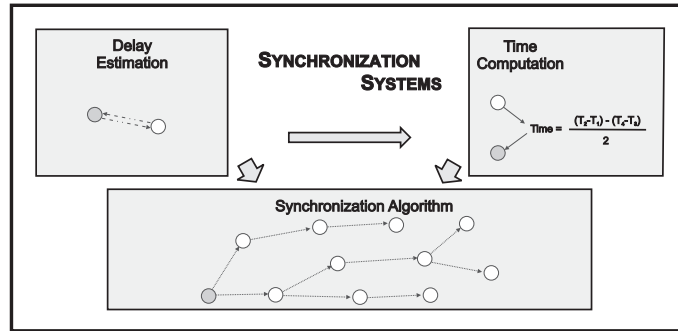 Delay
Estimation
SYNCHRONIZATION
SYSTEMS
Time
Computation
Time = (T₂-T₁) - (T₄-T₃)
2
Synchronization Algorithm